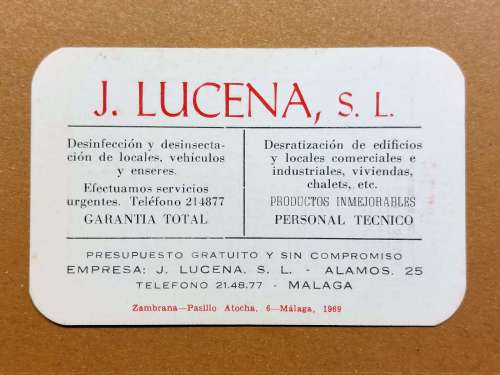 J. LUCENA, S. L.
Desinfección y desinsecta-
ción de locales, vehículos
y enseres.
Efectuamos servicios
urgentes. Teléfono 214877
GARANTIA TOTAL
Desratización de edificios
y locales comerciales e
industriales, viviendas,
chalets, etc.
PRODUCTOS INMEJORABLES
PERSONAL TECNICO
PRESUPUESTO GRATUITO Y SIN COMPROMISO
EMPRESA: J. LUCENA, S. L. - ALAMOS, 25
TELEFONO 21.48.77 - MALAGA
Zambrana—Pasillo Atocha, 6—Málaga, 1969